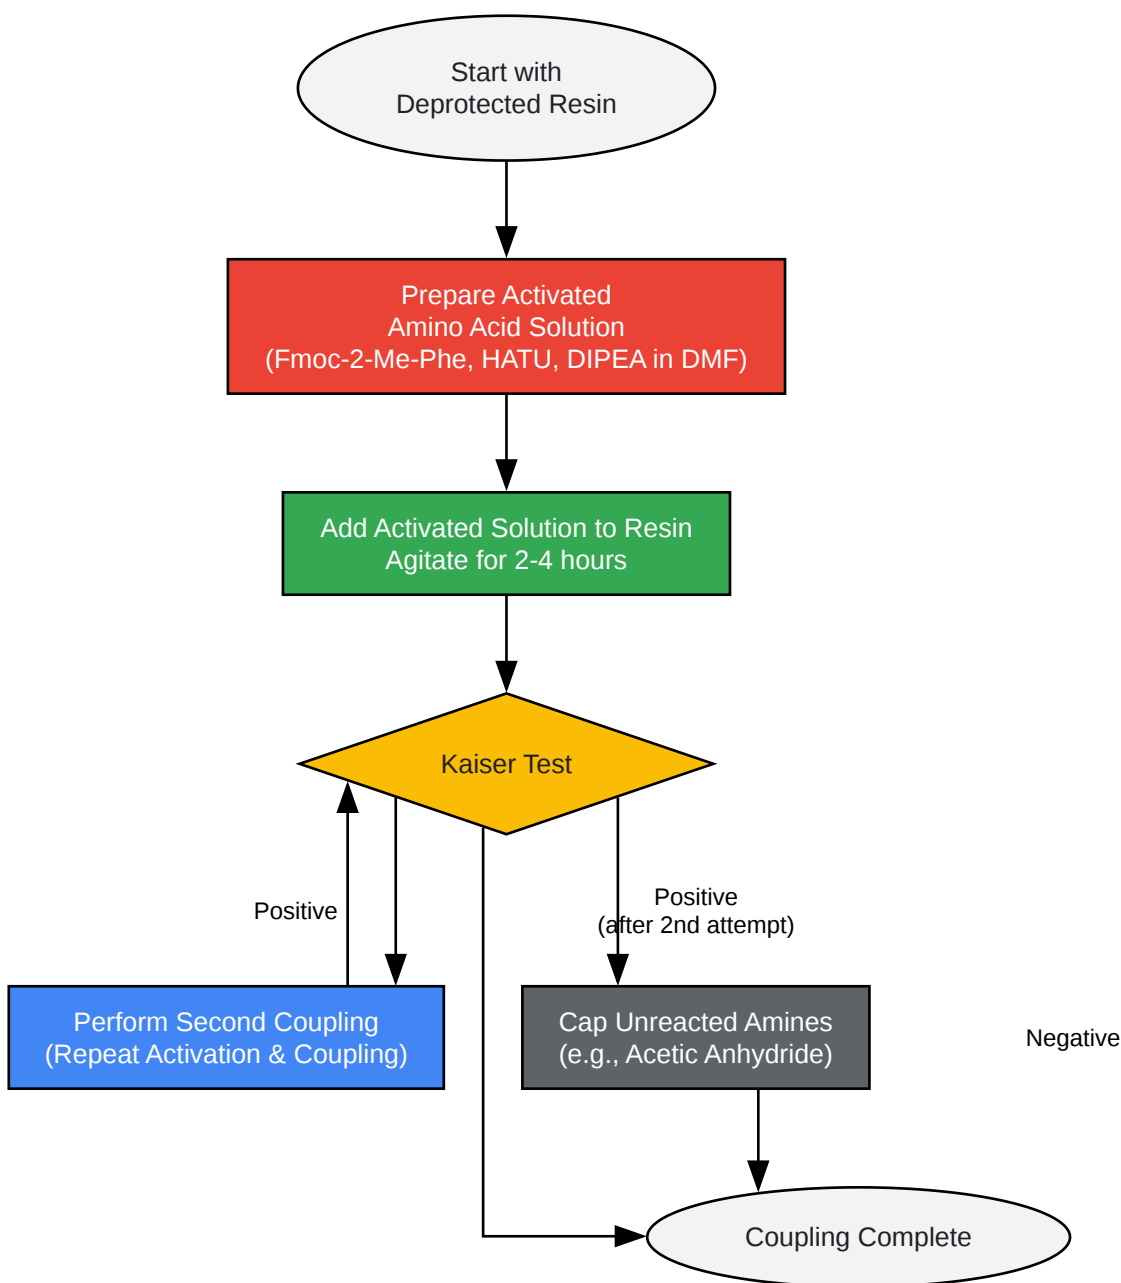 Start with
Deprotected Resin
Prepare Activated
Amino Acid Solution
(Fmoc-2-Me-Phe, HATU, DIPEA in DMF)
Add Activated Solution to Resin
Agitate for 2-4 hours
Kaiser Test
Positive
Positive
(after 2nd attempt)
Perform Second Coupling
(Repeat Activation & Coupling)
Cap Unreacted Amines
(e.g., Acetic Anhydride)
Negative
Coupling Complete